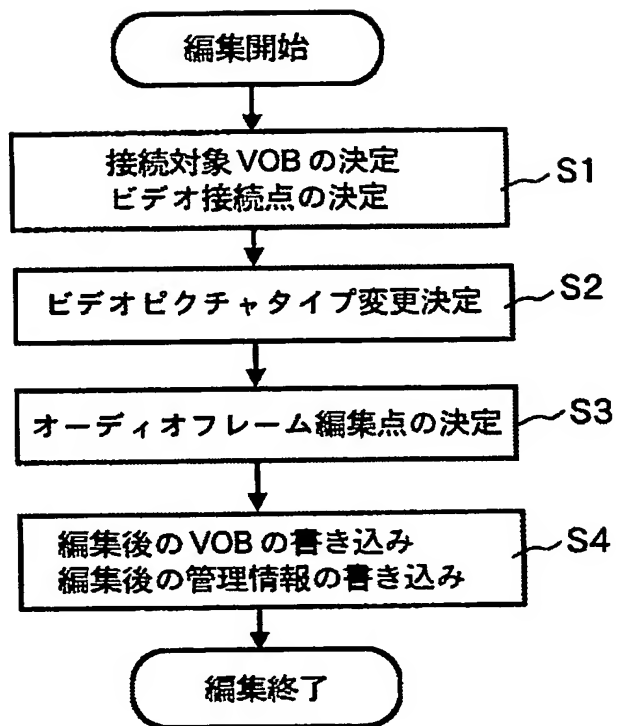 編集開始
接続対象 VOB の決定
ビデオ接続点の決定
S1
ビデオピクチャタイプ変更決定
S2
オーディオフレーム編集点の決定
S3
編集後の VOB の書き込み
編集後の管理情報の書き込み
S4
編集終了